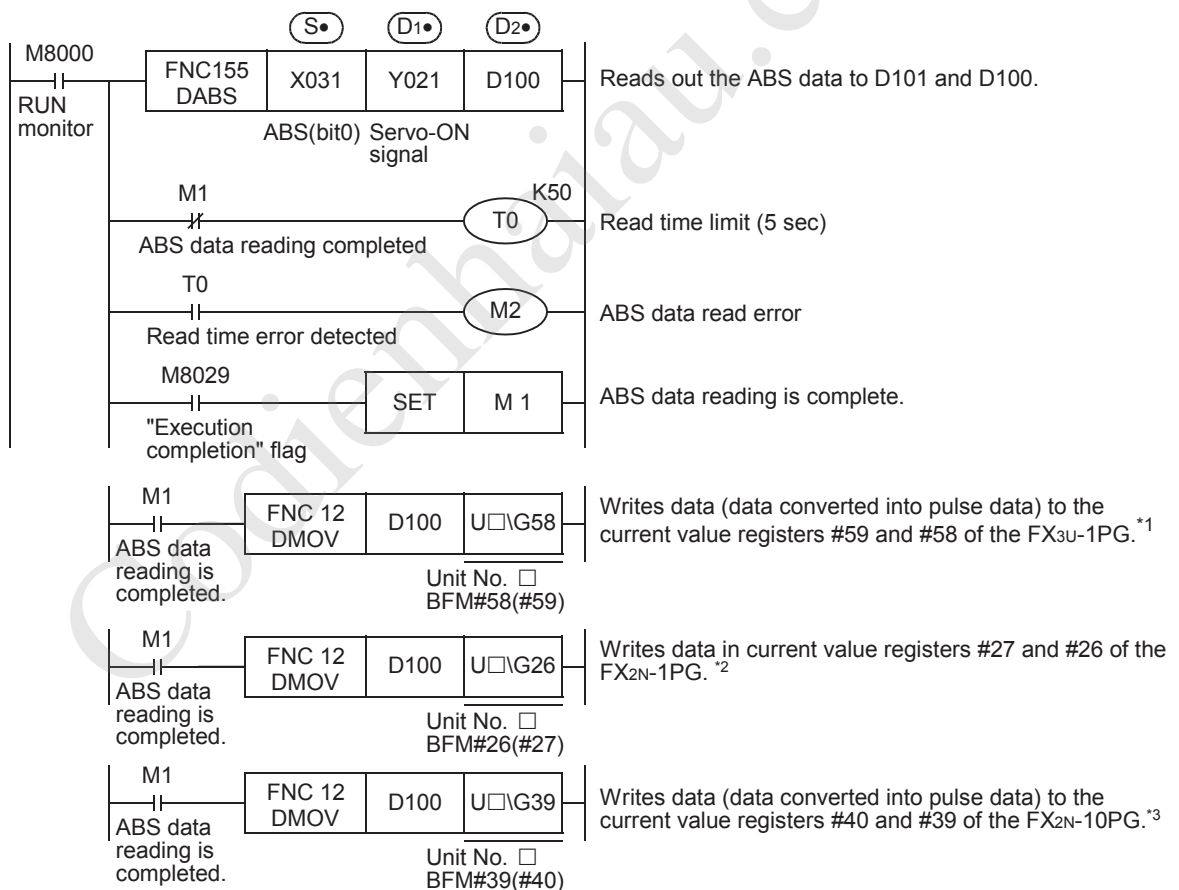 S• D1• D2•
M8000
FNC155 DABS X031 Y021 D100 Reads out the ABS data to D101 and D100.
RUN monitor
ABS(bit0) Servo-ON signal
M1 K50
T0 Read time limit (5 sec)
ABS data reading completed
T0
M2 ABS data read error
Read time error detected
M8029
SET M 1 ABS data reading is complete.
"Execution
completion" flag
M1
FNC 12 DMOV D100 U□\G58
Writes data (data converted into pulse data) to the
current value registers #59 and #58 of the FX3U-1PG.*1
ABS data
reading is
completed.
Unit No. □
BFM#58(#59)
M1
FNC 12 DMOV D100 U□\G26
Writes data in current value registers #27 and #26 of the
FX2N-1PG. *2
ABS data
reading is
completed.
Unit No. □
BFM#26(#27)
M1
FNC 12 DMOV D100 U□\G39
Writes data (data converted into pulse data) to the
current value registers #40 and #39 of the FX2N-10PG.*3
ABS data
reading is
completed.
Unit No. □
BFM#39(#40)
Codienhaiau.c